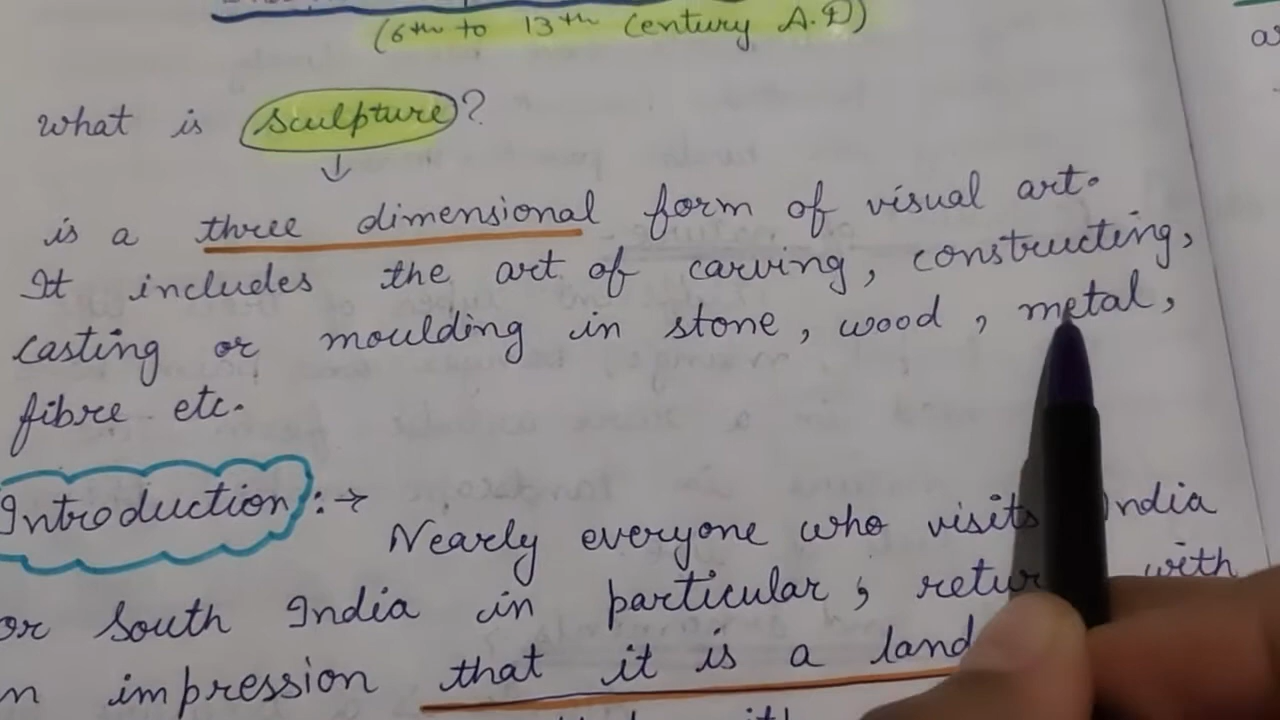 (6th to 13th Century A.D)
What is sculpture?
is a three dimensional form of visual art.
It includes the art of carving, constructing,
casting or moulding in stone, wood, metal,
fibre etc.
Introduction :→ Nearly everyone who visits India
or South India in particular, with
impression that it is a land